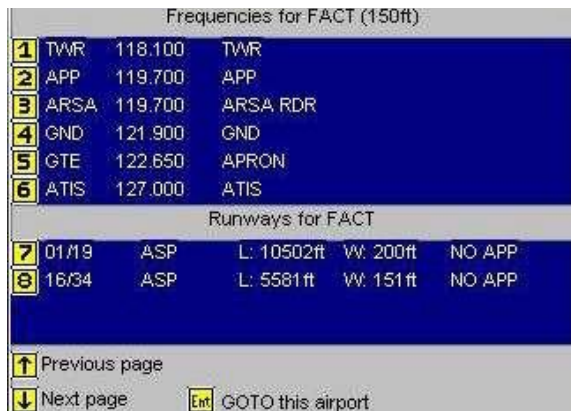 Frequencies for FACT (150ft)
1 TWR 118.100 TWR
2 APP 119.700 APP
3 ARSA 119.700 ARSA RDR
4 GND 121.900 GND
5 GTE 122.650 APRON
6 ATIS 127.000 ATIS
Runways for FACT
7 01/19 ASP L: 10502ft W: 200ft NO APP
8 16/34 ASP L: 5581ft W: 151ft NO APP
↑ Previous page
↓ Next page Ent GOTO this airport